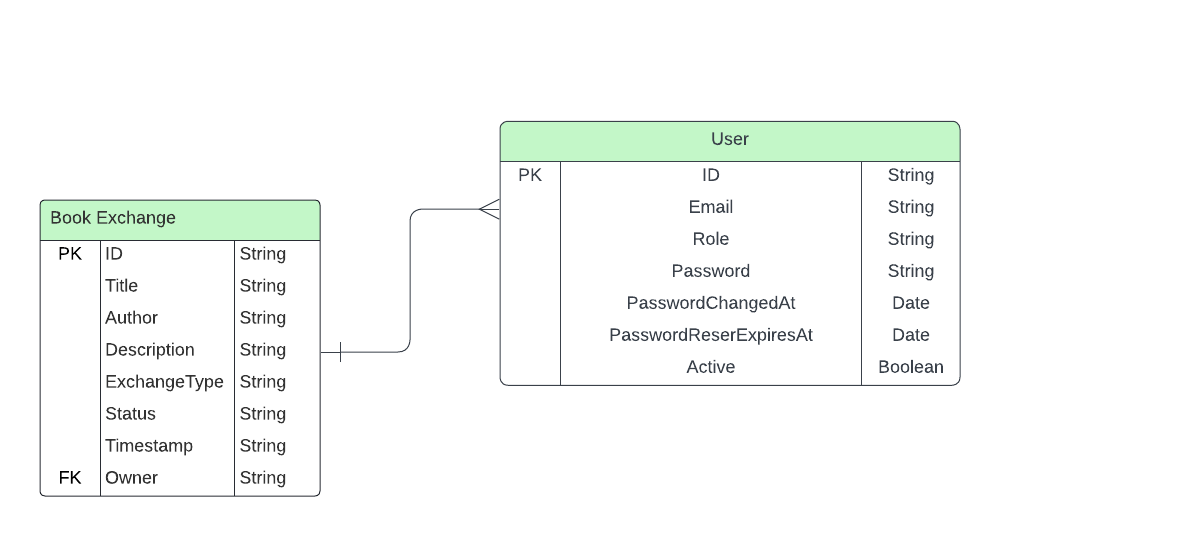 User
PK ID String
Email String
Role String
Password String
PasswordChangedAt Date
PasswordReserExpiresAt Date
Active Boolean
Book Exchange
PK ID String
Title String
Author String
Description String
ExchangeType String
Status String
Timestamp String
FK Owner String